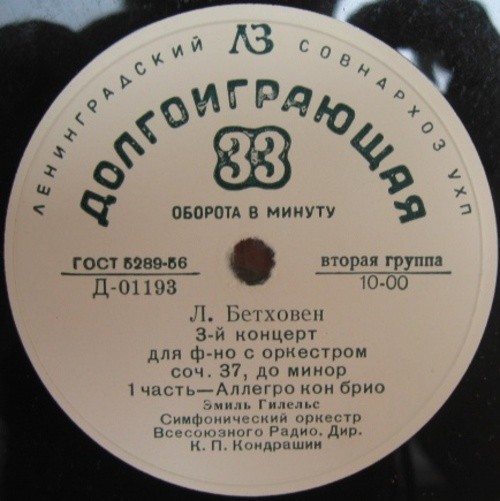 ЛЕНИНГРАДСКИЙ ЛЗ СОВНАРХОЗ УХП
ДОЛГОИГРАЮЩАЯ
33
ОБОРОТА В МИНУТУ
ГОСТ 5289-56
Д-01193
вторая группа
10-00
Л. Бетховен
3-й концерт
для ф-но с оркестром
соч. 37, до минор
1 часть—Аллегро кон брио
Эмиль Гилельс
Симфонический оркестр
Всесоюзного Радио. Дир.
К. П. Кондрашин